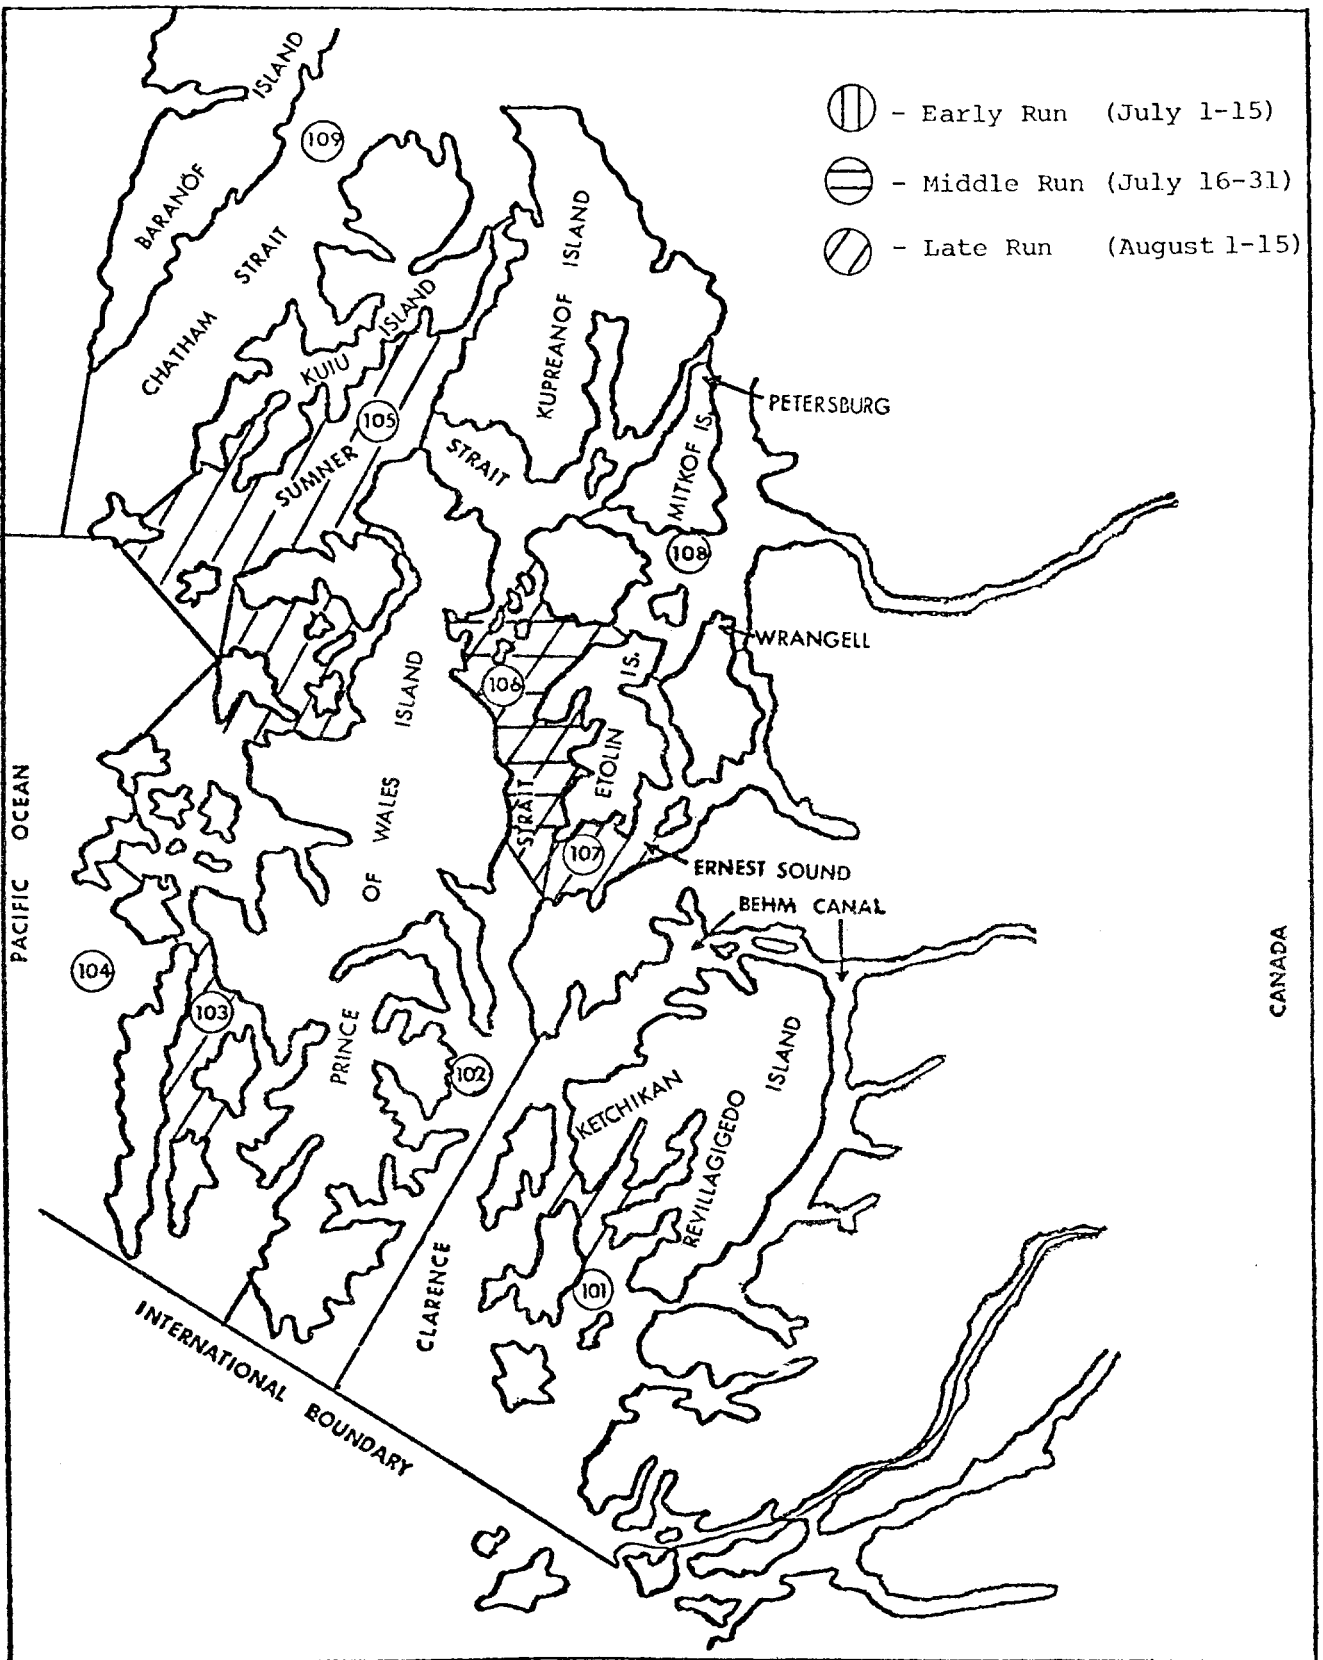 - Early Run (July 1-15)
- Middle Run (July 16-31)
- Late Run (August 1-15)
ISLAND
BARANOF
109
CHATHAM STRAIT
KUIU ISLAND
KUPREANOF ISLAND
PETERSBURG
105
SUMNER STRAIT
MITKOF IS.
108
WRANGELL
106
ETOLIN IS.
STRAIT
107
ERNEST SOUND
BEHM CANAL
PACIFIC OCEAN
PRINCE OF WALES ISLAND
104
103
102
CANADA
KETCHIKAN
REVILLAGIGEDO ISLAND
101
CLARENCE
INTERNATIONAL BOUNDARY